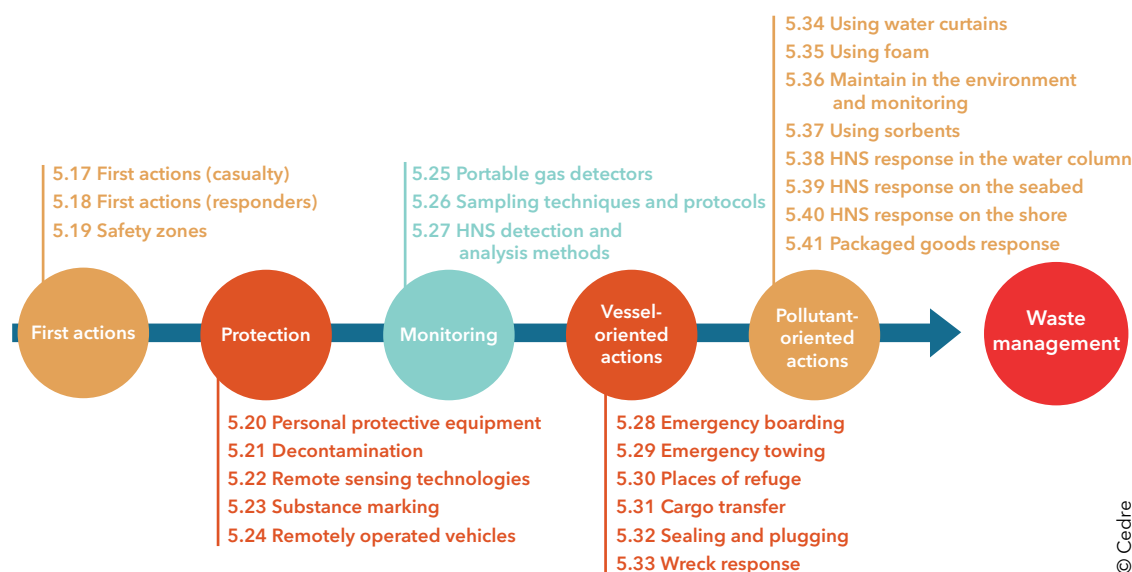 5.34 Using water curtains
5.35 Using foam
5.36 Maintain in the environment
and monitoring
5.37 Using sorbents
5.38 HNS response in the water column
5.39 HNS response on the seabed
5.40 HNS response on the shore
5.41 Packaged goods response
5.17 First actions (casualty)
5.18 First actions (responders)
5.19 Safety zones
5.25 Portable gas detectors
5.26 Sampling techniques and protocols
5.27 HNS detection and
analysis methods
First actions
Protection
Monitoring
Vessel-
oriented
actions
Pollutant-
oriented
actions
Waste
management
5.20 Personal protective equipment
5.21 Decontamination
5.22 Remote sensing technologies
5.23 Substance marking
5.24 Remotely operated vehicles
5.28 Emergency boarding
5.29 Emergency towing
5.30 Places of refuge
5.31 Cargo transfer
5.32 Sealing and plugging
5.33 Wreck response
© Cedre